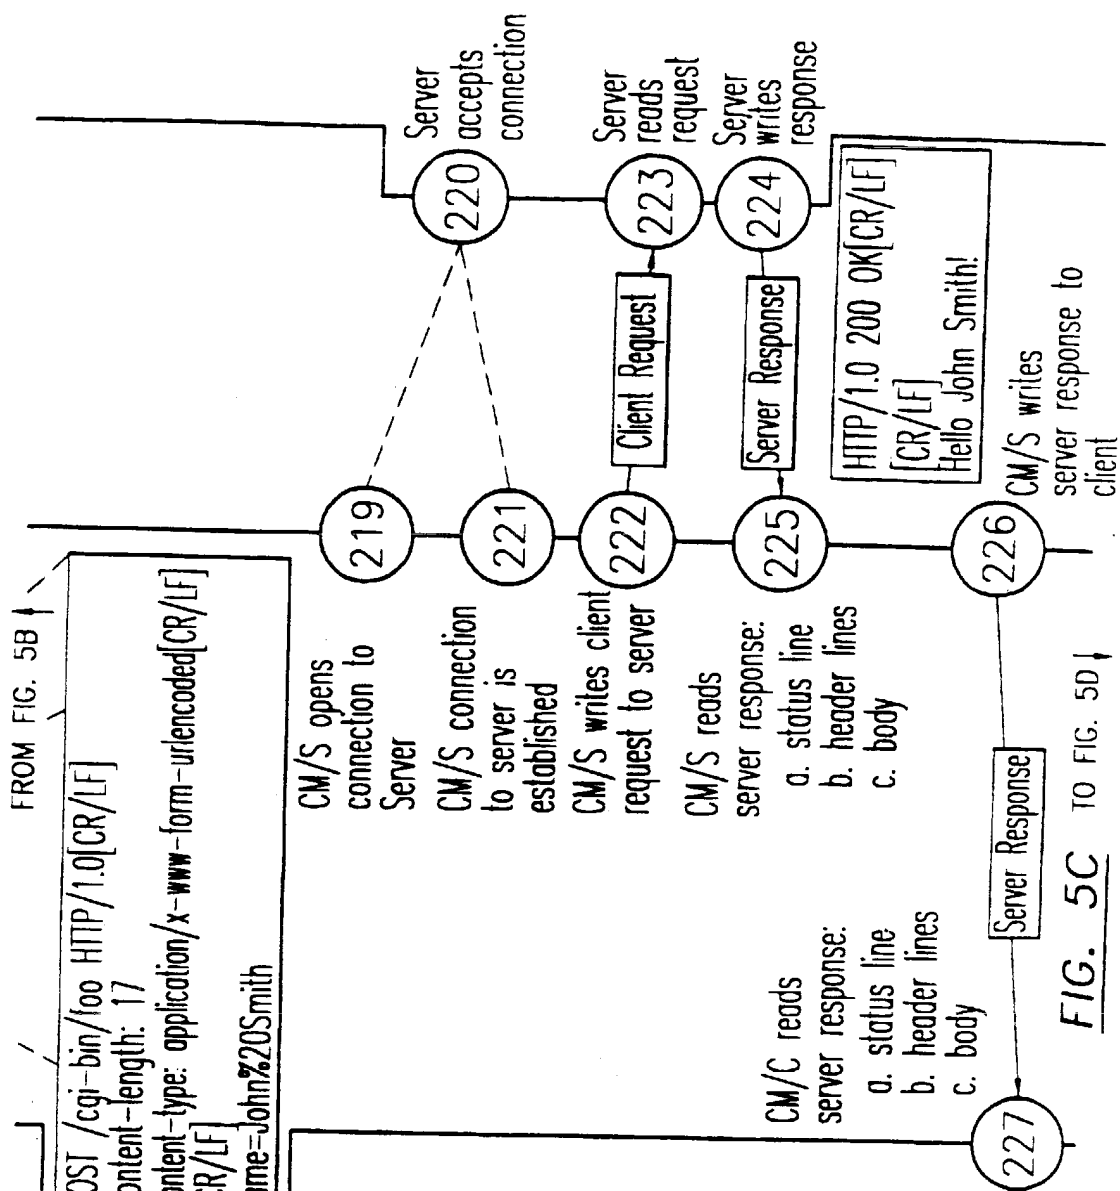 FROM FIG. 5B
OST /cgi-bin/foo HTTP/1.0[CR/LF]
ontent-length: 17
ontent-type: application/x-www-form-urlencoded[CR/LF]
CR/LF]
ame=John%20Smith
CM/S opens
connection to
Server
219
220
Server
accepts
connection
CM/S connection
to server is
established
221
CM/S writes client
request to server
222
Client Request
223
Server
reads
request
CM/S reads
server response:
a. status line
b. header lines
c. body
225
Server Response
224
Server
writes
response
HTTP/1.0 200 OK[CR/LF]
[CR/LF]
Hello John Smith!
CM/C reads
server response:
a. status line
b. header lines
c. body
227
Server Response
226
CM/S writes
server response to
client
FIG. 5C
TO FIG. 5D